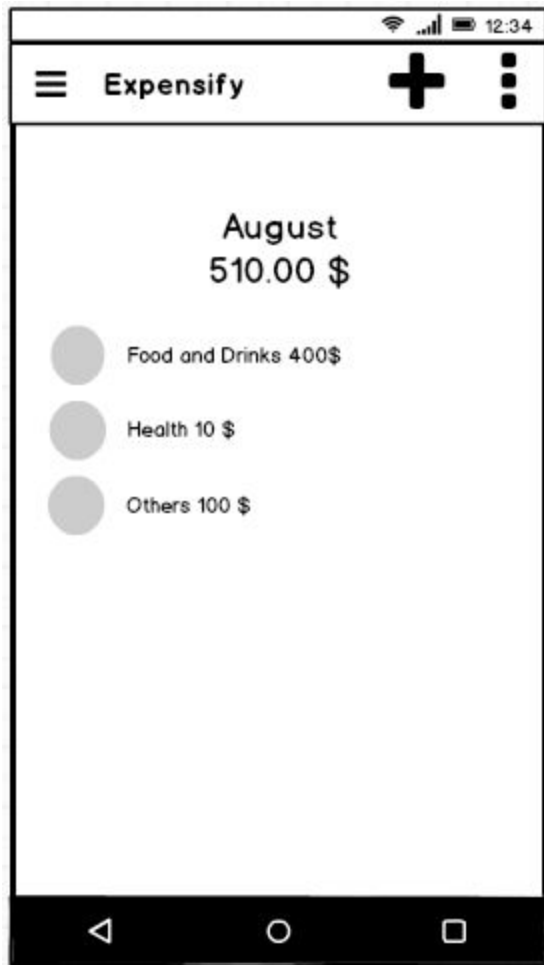 12:34
Expensify
August
510.00 $
Food and Drinks 400$
Health 10 $
Others 100 $